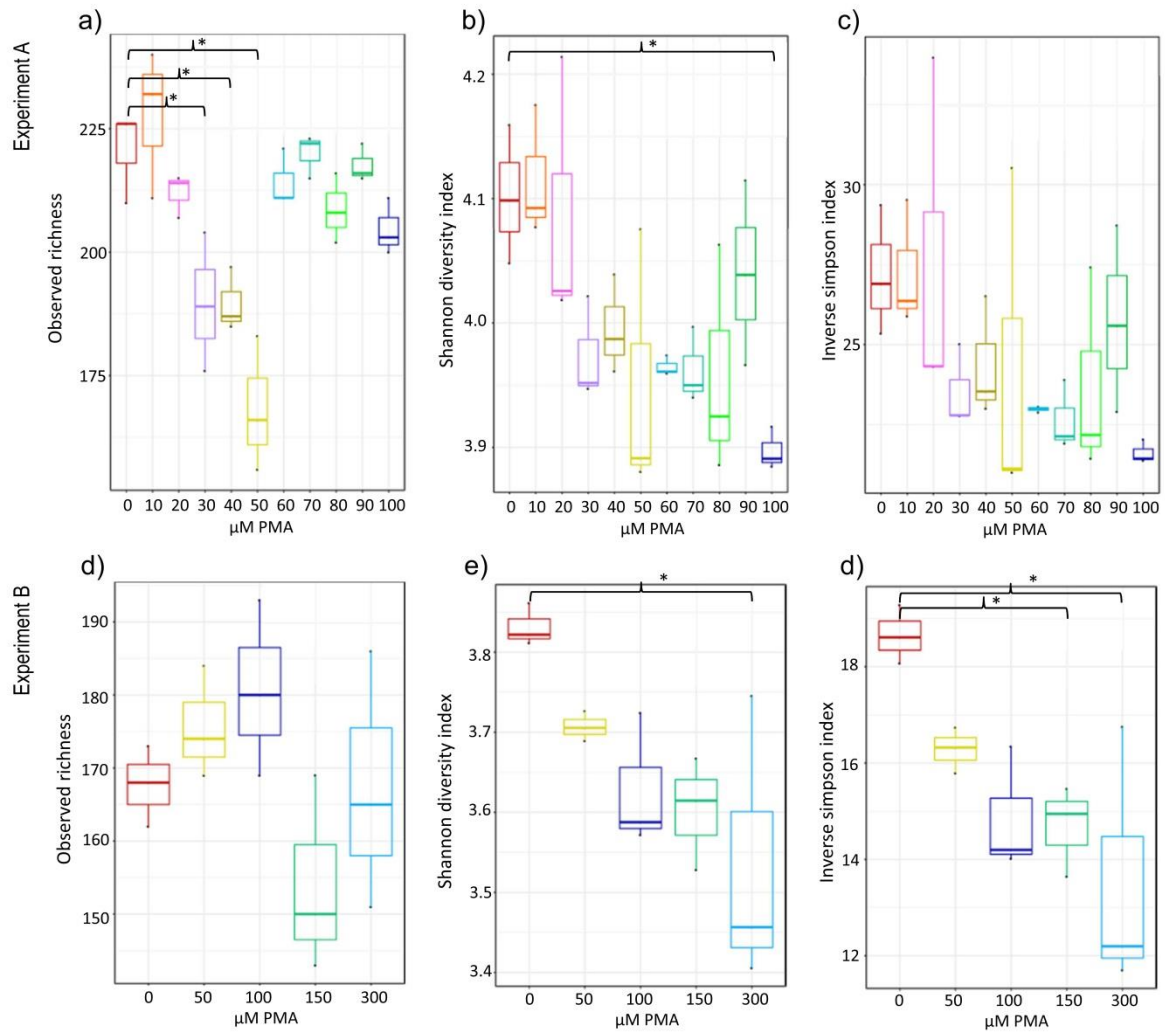 a)
b)
c)
Experiment A
Observed richness
225
200
175
*
*
*
0 10 20 30 40 50 60 70 80 90 100
µM PMA
Shannon diversity index
4.2
4.1
4.0
3.9
*
0 10 20 30 40 50 60 70 80 90 100
µM PMA
Inverse simpson index
30
25
0 10 20 30 40 50 60 70 80 90 100
µM PMA
d)
e)
d)
Experiment B
Observed richness
190
180
170
160
150
0 50 100 150 300
µM PMA
Shannon diversity index
3.8
3.7
3.6
3.5
3.4
*
0 50 100 150 300
µM PMA
Inverse simpson index
18
16
14
12
*
*
0 50 100 150 300
µM PMA